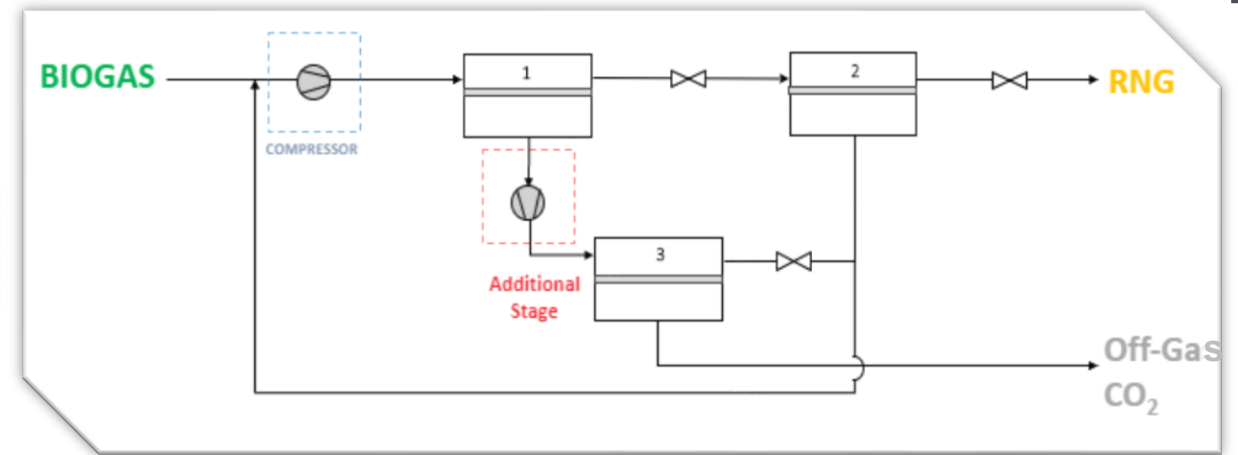 BIOGAS
COMPRESSOR
1
2
RNG
3
Additional
Stage
Off-Gas
CO₂